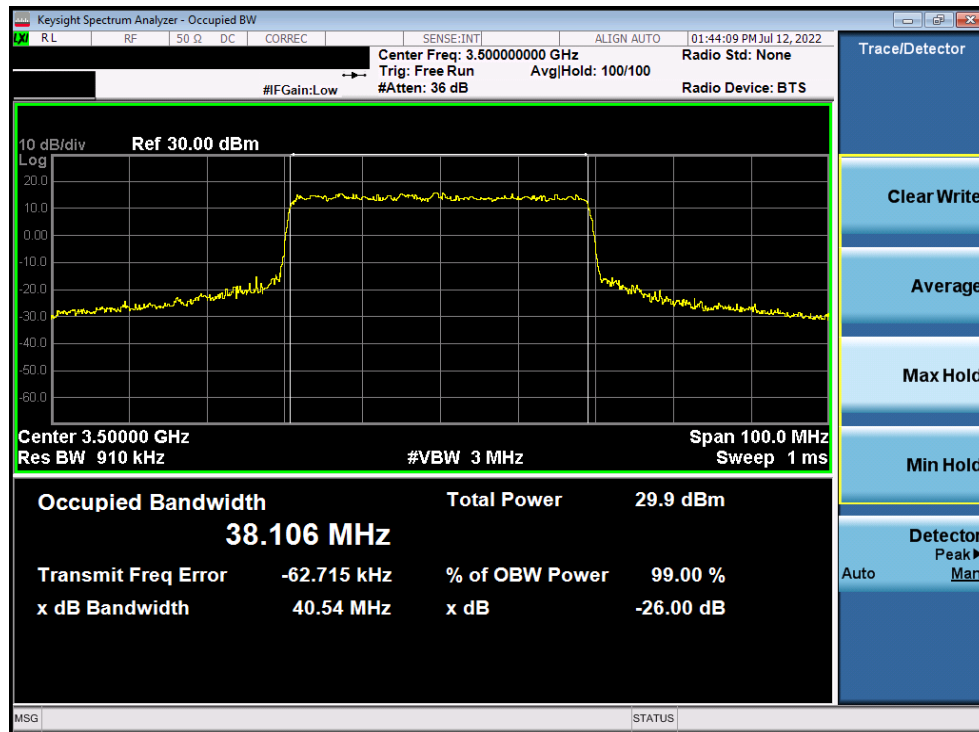 Keysight Spectrum Analyzer - Occupied BW
LXI RL RF 50 Ω DC CORREC SENSE:INT ALIGN AUTO 01:44:09 PM Jul 12, 2022
Center Freq: 3.500000000 GHz Radio Std: None
Trig: Free Run Avg|Hold: 100/100
#IFGain:Low #Atten: 36 dB Radio Device: BTS
Trace/Detector
10 dB/div Ref 30.00 dBm
Log
20.0
10.0
0.00
-10.0
-20.0
-30.0
-40.0
-50.0
-60.0
Center 3.50000 GHz Span 100.0 MHz
Res BW 910 kHz #VBW 3 MHz Sweep 1 ms
Occupied Bandwidth Total Power 29.9 dBm
38.106 MHz
Transmit Freq Error -62.715 kHz % of OBW Power 99.00 %
x dB Bandwidth 40.54 MHz x dB -26.00 dB
Clear Write
Average
Max Hold
Min Hold
Detector
Peak
Auto Man
MSG STATUS